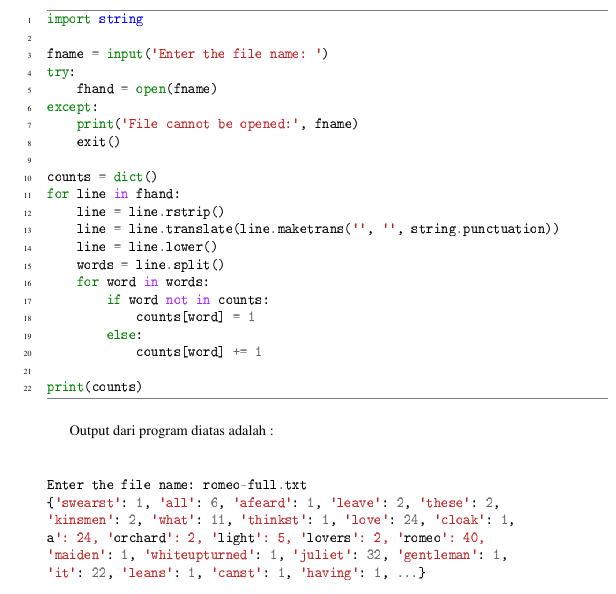 1 import string
2
3 fname = input('Enter the file name: ')
4 try:
5     fhand = open(fname)
6 except:
7     print('File cannot be opened:', fname)
8     exit()
9
10 counts = dict()
11 for line in fhand:
12     line = line.rstrip()
13     line = line.translate(line.maketrans('', '', string.punctuation))
14     line = line.lower()
15     words = line.split()
16     for word in words:
17         if word not in counts:
18             counts[word] = 1
19         else:
20             counts[word] += 1
21
22 print(counts)
Output dari program diatas adalah :
Enter the file name: romeo-full.txt
{'swearst': 1, 'all': 6, 'afeard': 1, 'leave': 2, 'these': 2,
'kinsmen': 2, 'what': 11, 'thinkst': 1, 'love': 24, 'cloak': 1,
a': 24, 'orchard': 2, 'light': 5, 'lovers': 2, 'romeo': 40,
'maiden': 1, 'whiteupturned': 1, 'juliet': 32, 'gentleman': 1,
'it': 22, 'leans': 1, 'canst': 1, 'having': 1, ...}